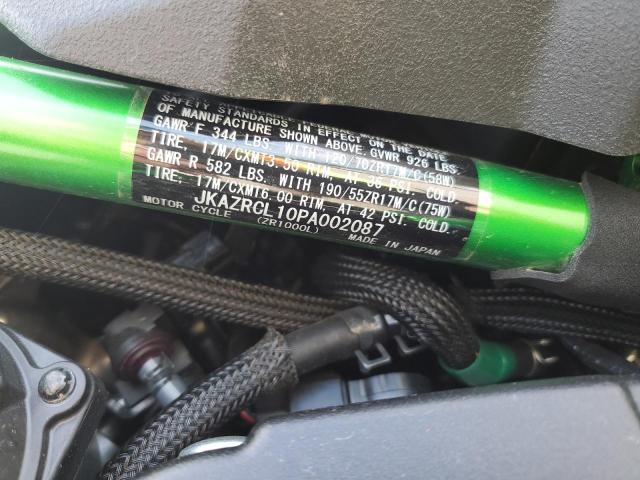 SAFETY STANDARDS IN EFFECT ON THE DATE
OF MANUFACTURE SHOWN ABOVE. GVWR 926 LBS.
GAWR F 344 LBS. WITH 120/70ZR17M/C(58W)
TIRE, 17M/CXMT3.50 RIM, AT 36 PSI. COLD.
GAWR R 582 LBS. WITH 190/55ZR17M/C(75W)
TIRE, 17M/CXMT6.00 RIM, AT 42 PSI. COLD.
JKAZRGL10PA002087
MOTOR CYCLE (ZR1000L) MADE IN JAPAN